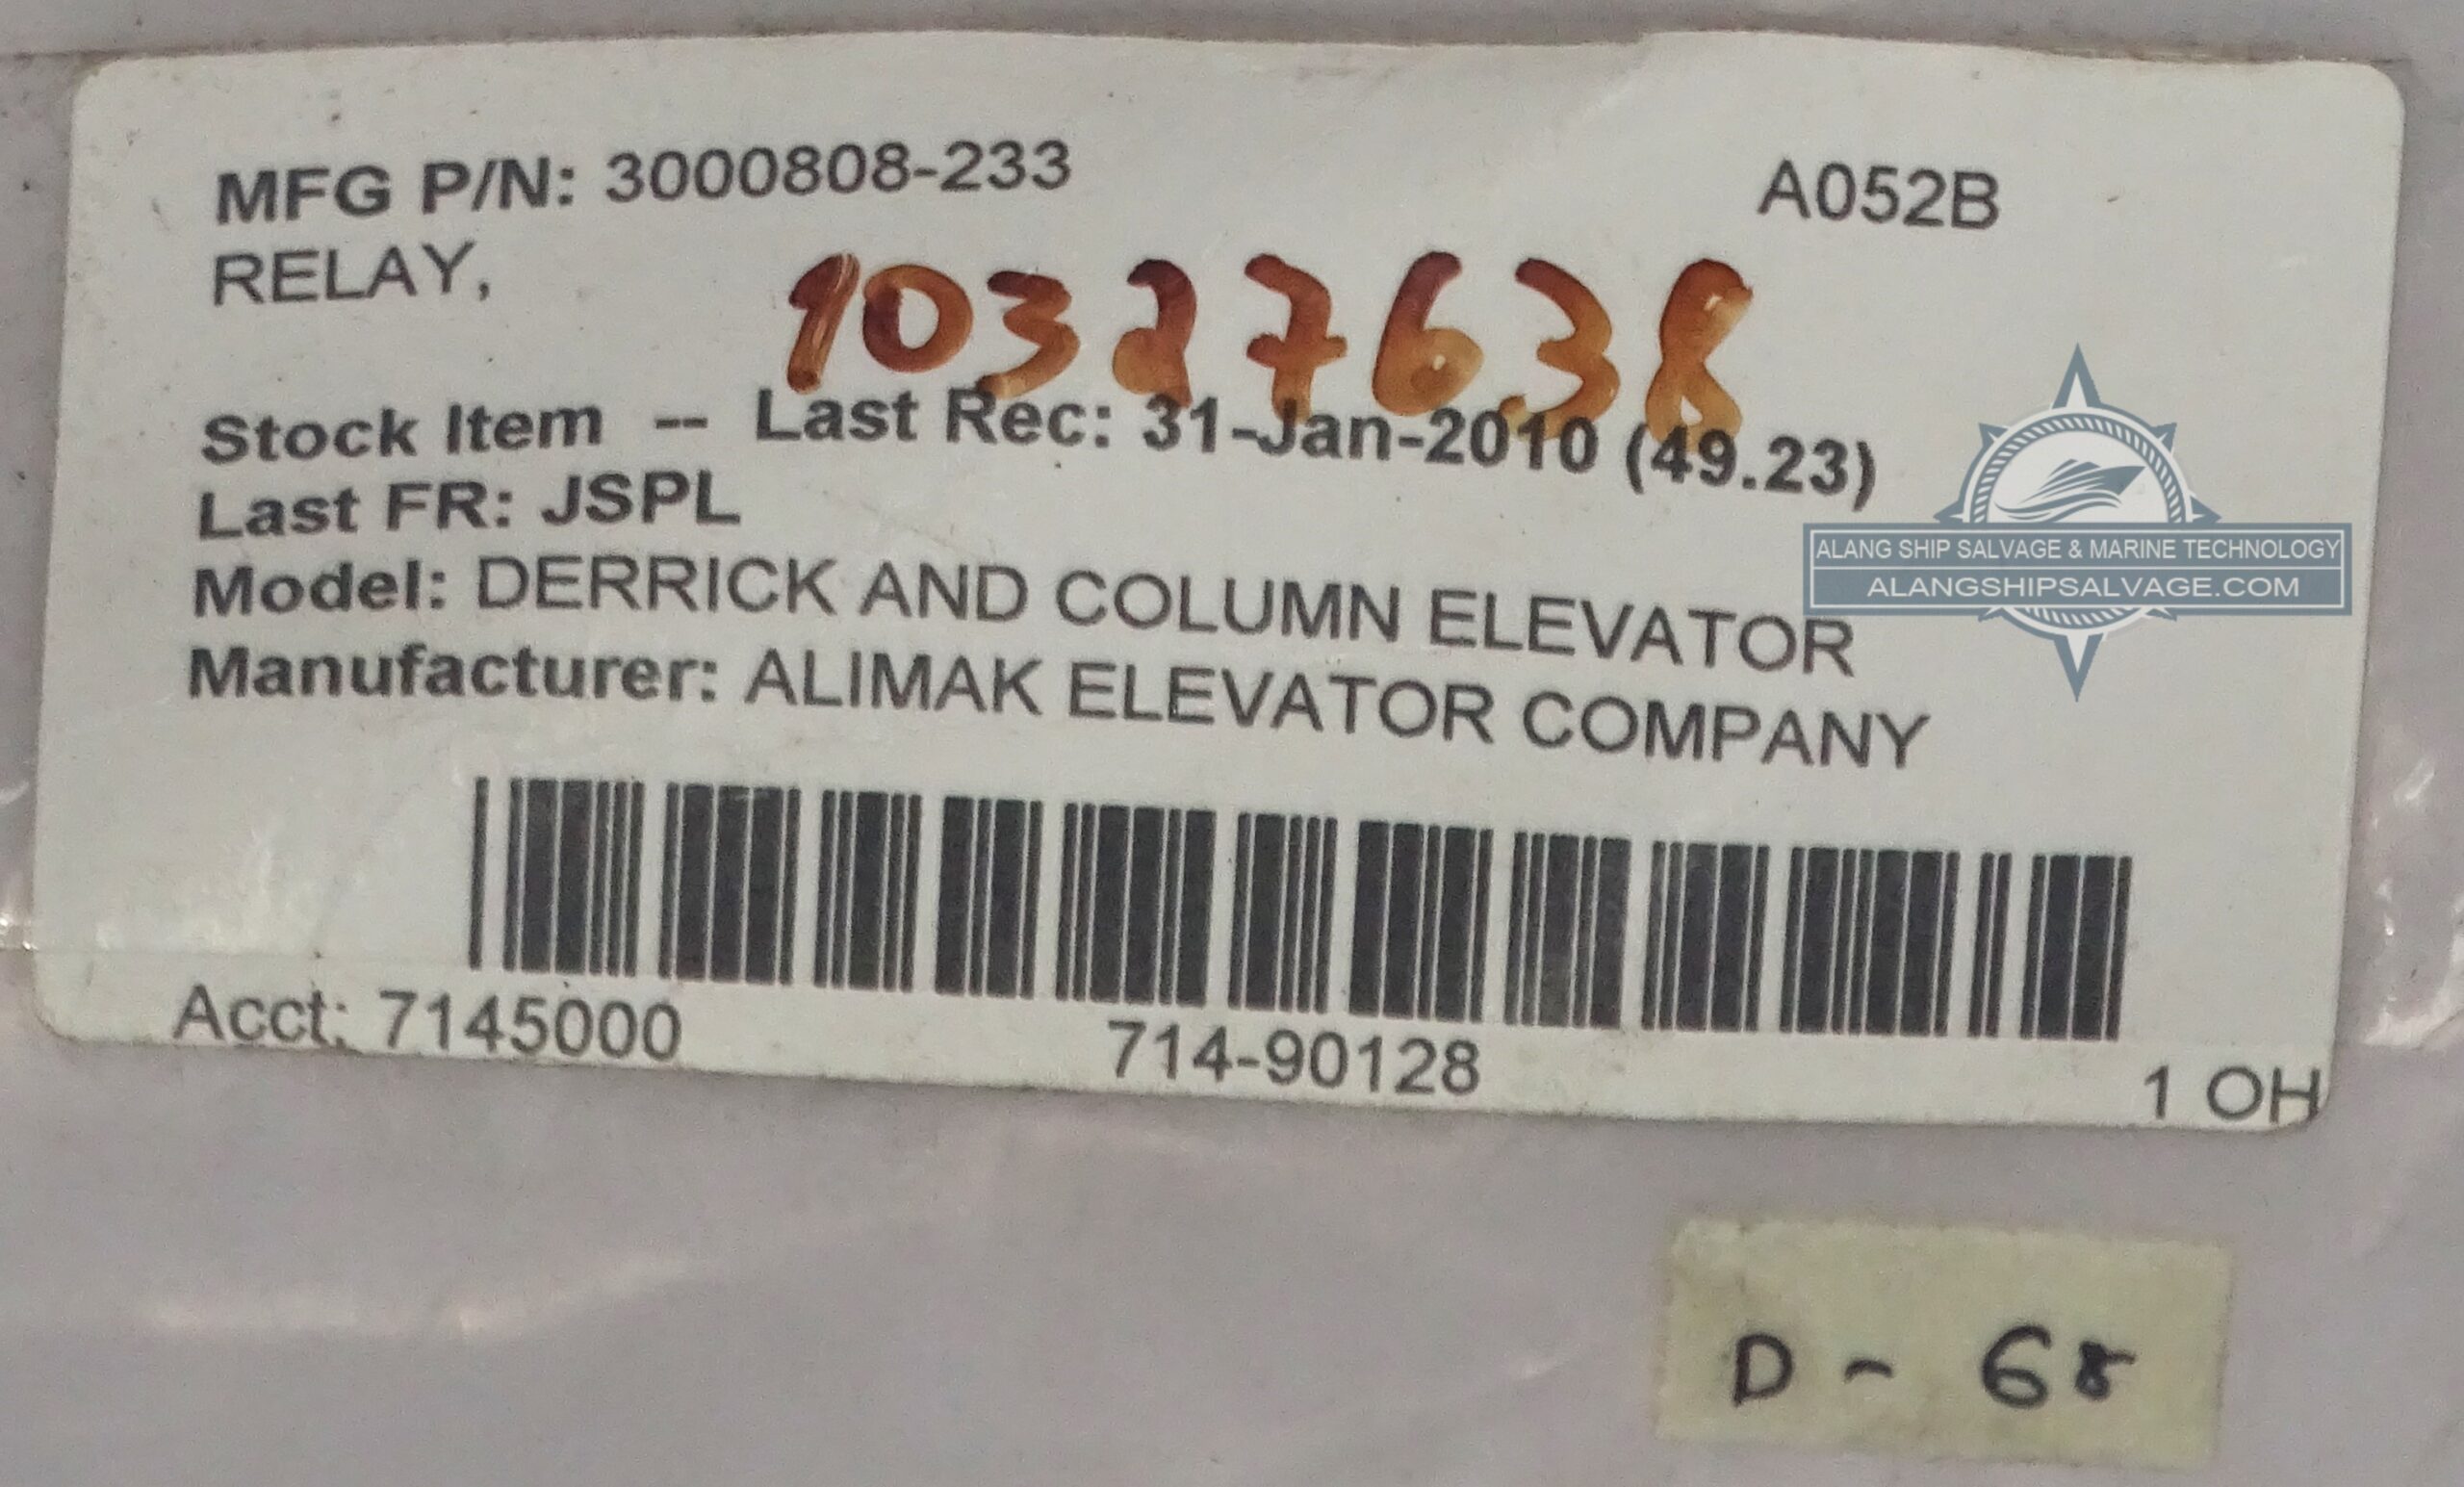 MFG P/N: 3000808-233
A052B
RELAY,
10327638
Stock Item -- Last Rec: 31-Jan-2010 (49.23)
Last FR: JSPL
Model: DERRICK AND COLUMN ELEVATOR
Manufacturer: ALIMAK ELEVATOR COMPANY
ALANG SHIP SALVAGE & MARINE TECHNOLOGY
ALANGSHIPSALVAGE.COM
Acct: 7145000
714-90128
1 OH
D - 68